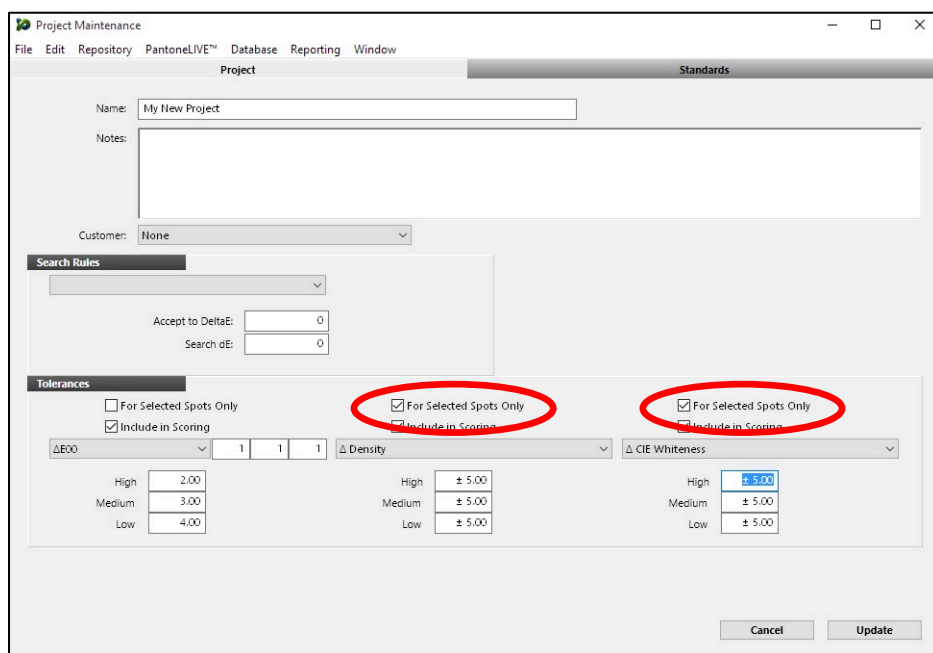 Project Maintenance
File Edit Repository PantoneLIVE™ Database Reporting Window
Project Standards
Name: My New Project
Notes:
Customer: None
Search Rules
Accept to DeltaE: 0
Search dE: 0
Tolerances
For Selected Spots Only For Selected Spots Only For Selected Spots Only
Include in Scoring Include in Scoring Include in Scoring
ΔE00 1 1 1 Δ Density Δ CIE Whiteness
High 2.00 High ± 5.00 High ± 5.00
Medium 3.00 Medium ± 5.00 Medium ± 5.00
Low 4.00 Low ± 5.00 Low ± 5.00
Cancel Update